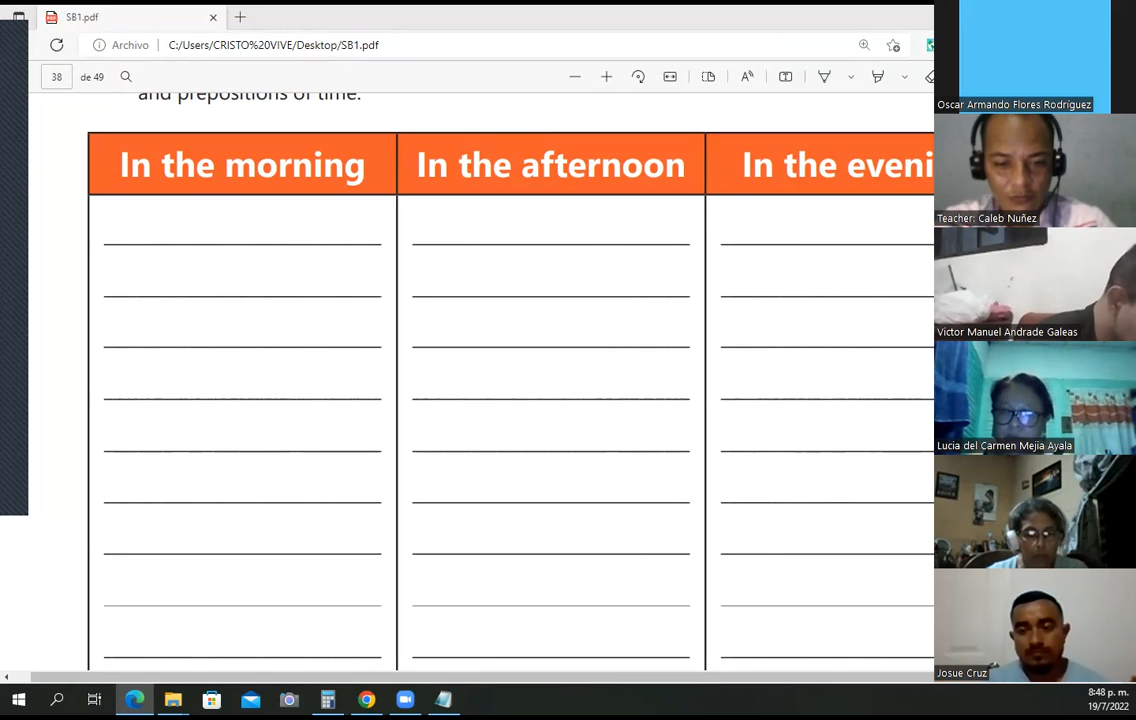 SB1.pdf
Archivo C:/Users/CRISTO%20VIVE/Desktop/SB1.pdf
38 de 49
and prepositions of time.
In the morning In the afternoon In the eveni
Oscar Armando Flores Rodríguez
Teacher: Caleb Nuñez
Victor Manuel Andrade Galeas
Lucia del Carmen Mejia Ayala
Josue Cruz
8:48 p. m.
19/7/2022